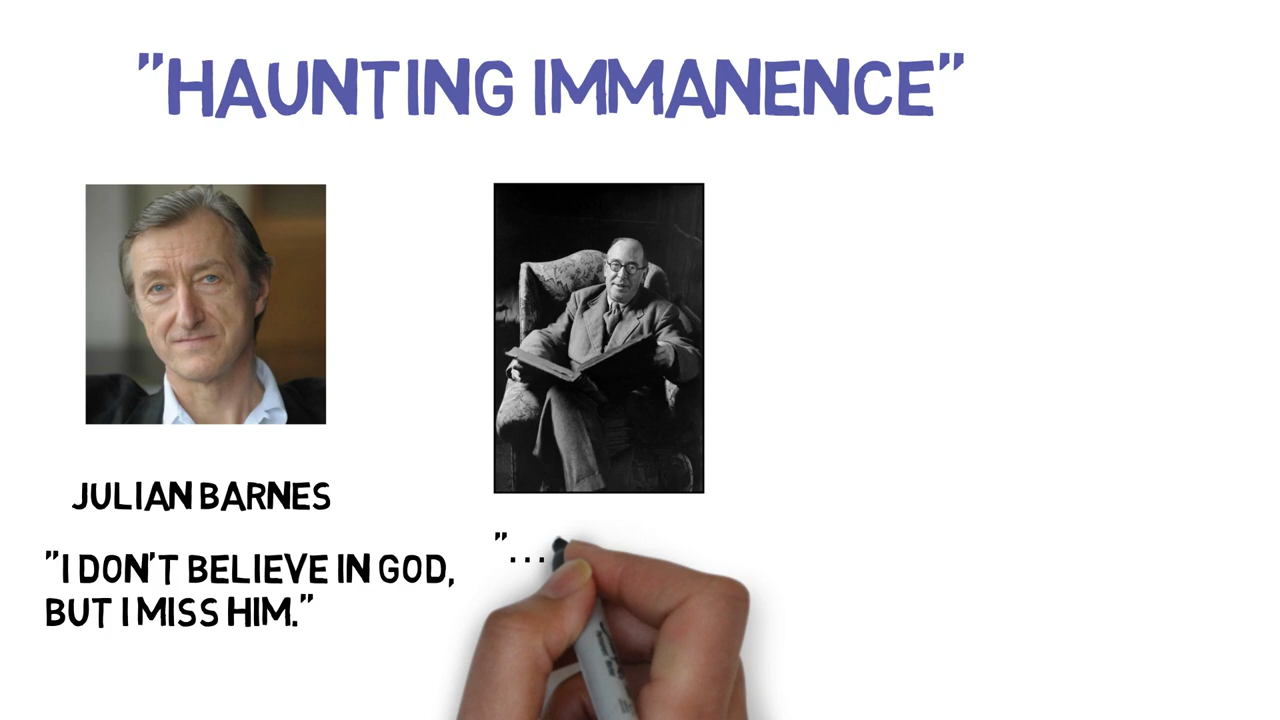 "HAUNTING IMMANENCE"
JULIAN BARNES
"I DON'T BELIEVE IN GOD,
BUT I MISS HIM."
"...